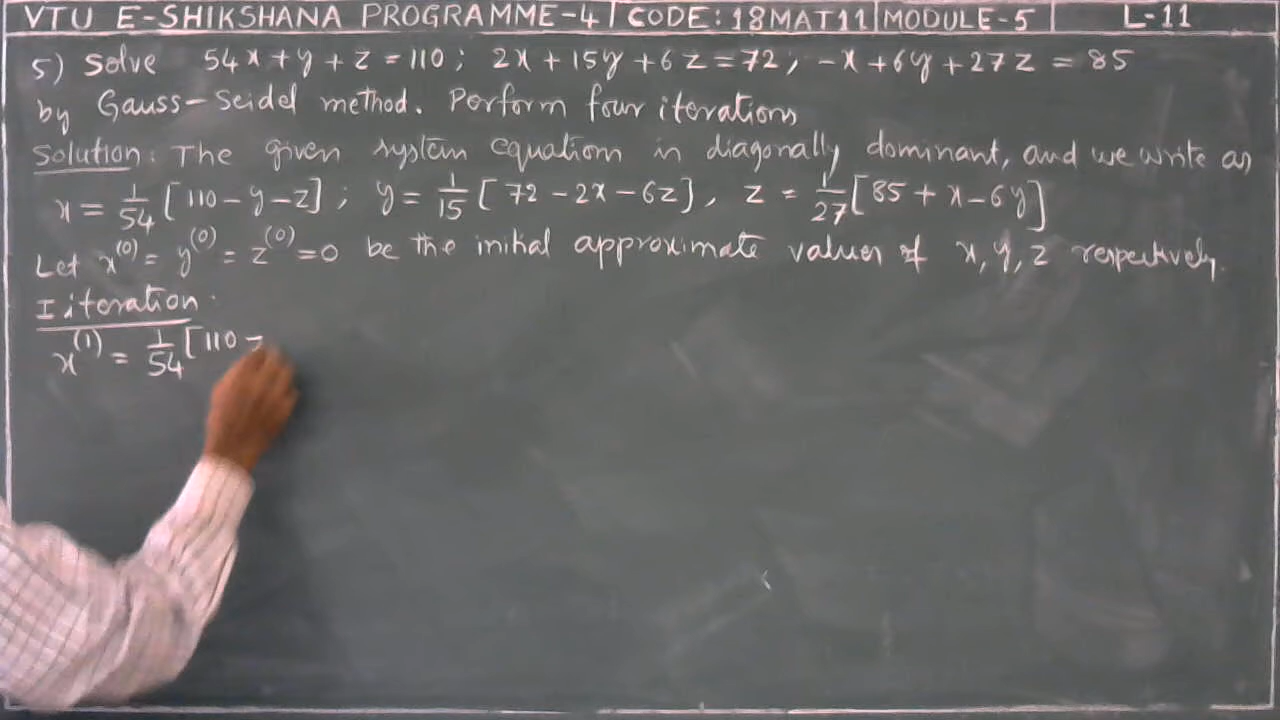 VTU E-SHIKSHANA PROGRAMME-4 CODE: 18MAT11 MODULE-5 L-11
5) Solve 54x+y+z=110; 2x+15y+6z=72, -x+6y+27z=85
by Gauss-Seidel method. Perform four iterations
Solution: The given system equations is diagonally dominant, and we write as
x = 1/54 [110-y-z]; y = 1/15 [72-2x-6z], z = 1/27 [85+x-6y]
Let x^(0) = y^(0) = z^(0) = 0 be the initial approximate values of x, y, z respectively.
I iteration:
x^(1) = 1/54 [110-